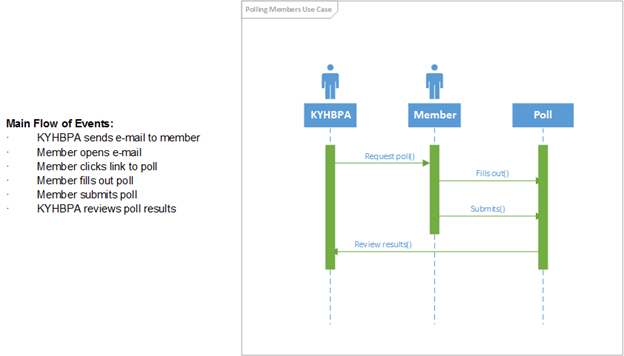 Polling Members Use Case
KYHBPA
Member
Poll
Main Flow of Events:
· KYHBPA sends e-mail to member
· Member opens e-mail
· Member clicks link to poll
· Member fills out poll
· Member submits poll
· KYHBPA reviews poll results
Request poll()
Fills out()
Submits()
Review results()